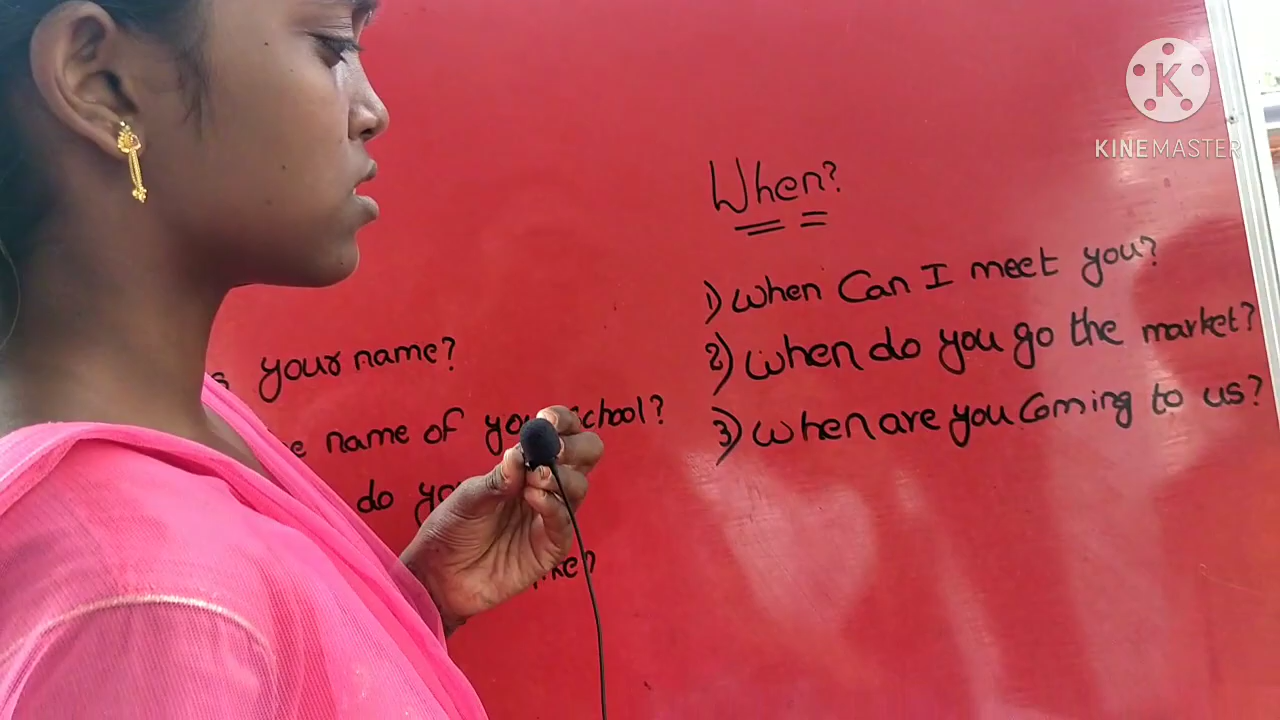 your name?
name of your school?
do
When?
1) When Can I meet you?
2) When do you go the market?
3) When are you Coming to us?
K
KINEMASTER